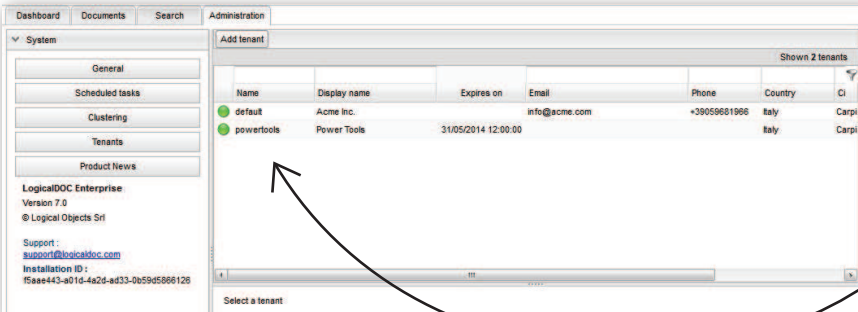 Dashboard Documents Search Administration
System
General
Scheduled tasks
Clustering
Tenants
Product News
LogicalDOC Enterprise
Version 7.0
© Logical Objects Srl
Support :
support@logicaldoc.com
Installation ID :
f5aae443-a01d-4a2d-ad33-0b59d5866126
Add tenant
Shown 2 tenants
Name Display name Expires on Email Phone Country Ci
default Acme Inc. info@acme.com +39059681966 Italy Carpi
powertools Power Tools 31/05/2014 12:00:00 Italy Carpi
Select a tenant